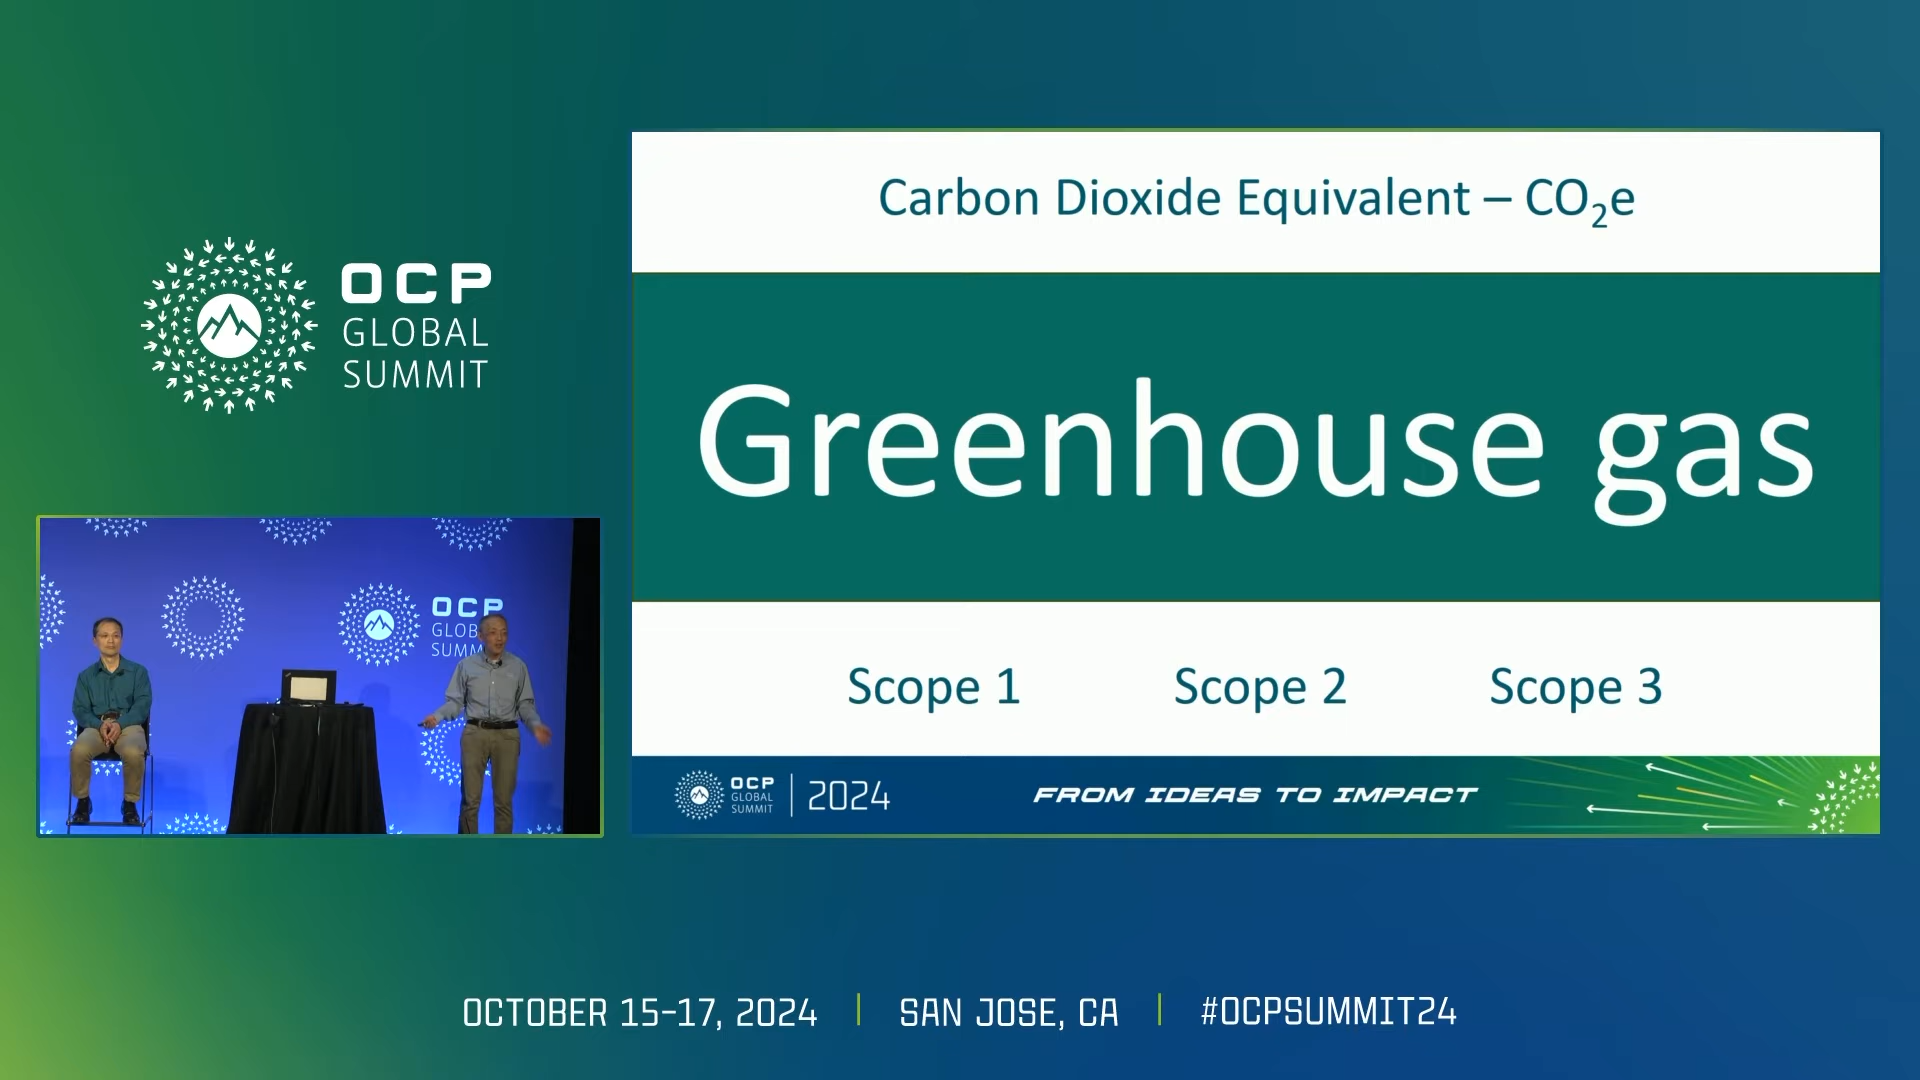 OCP
GLOBAL
SUMMIT
Carbon Dioxide Equivalent – CO₂e
Greenhouse gas
Scope 1 Scope 2 Scope 3
OCP
GLOBAL
SUMMIT
2024
FROM IDEAS TO IMPACT
OCP
OCTOBER 15-17, 2024 | SAN JOSE, CA | #OCPSUMMIT24